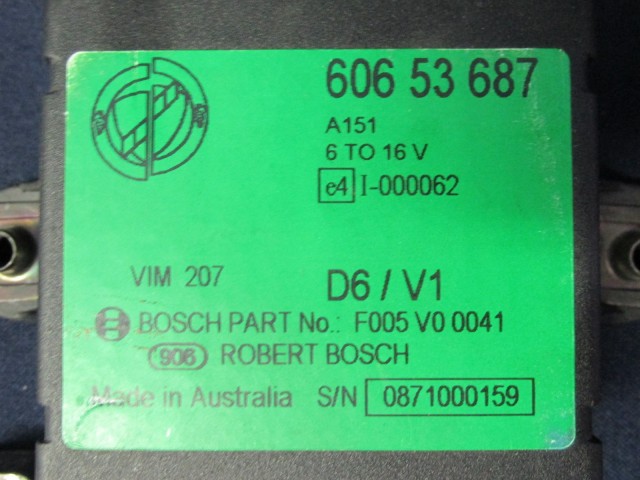 606 53 687
A151
6 TO 16 V
e4 I-000062
VIM 207
D6 / V1
BOSCH PART No.: F005 V0 0041
906 ROBERT BOSCH
Made in Australia S/N 0871000159